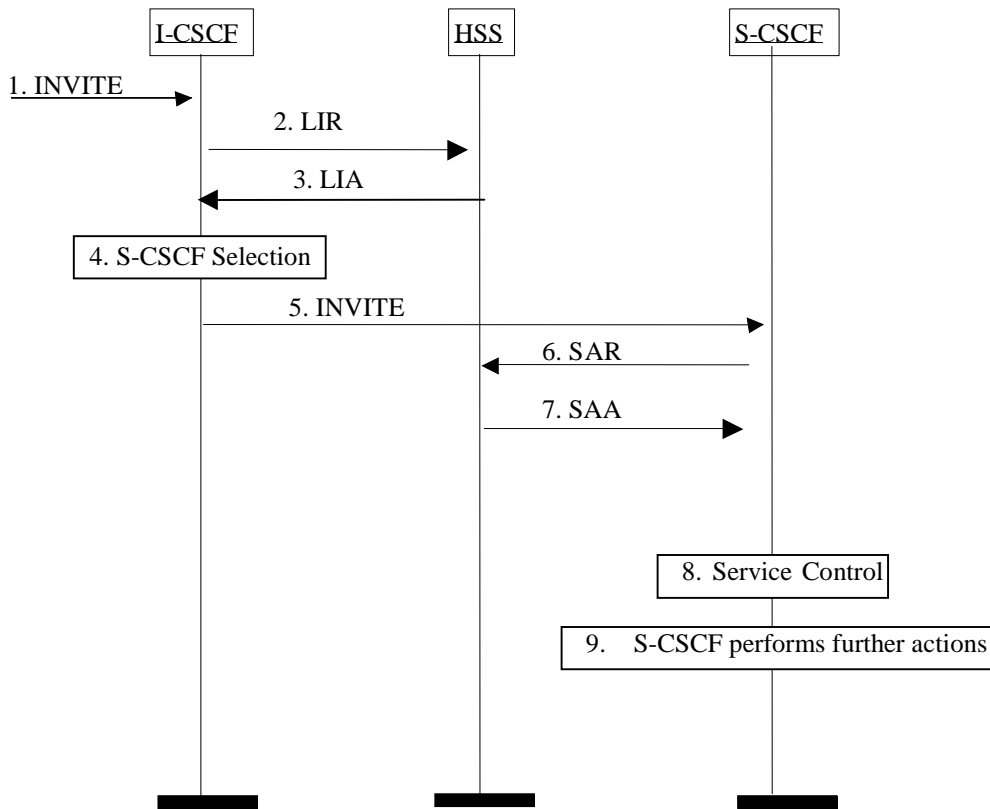 I-CSCF
HSS
S-CSCF
1. INVITE
2. LIR
3. LIA
4. S-CSCF Selection
5. INVITE
6. SAR
7. SAA
8. Service Control
9. S-CSCF performs further actions